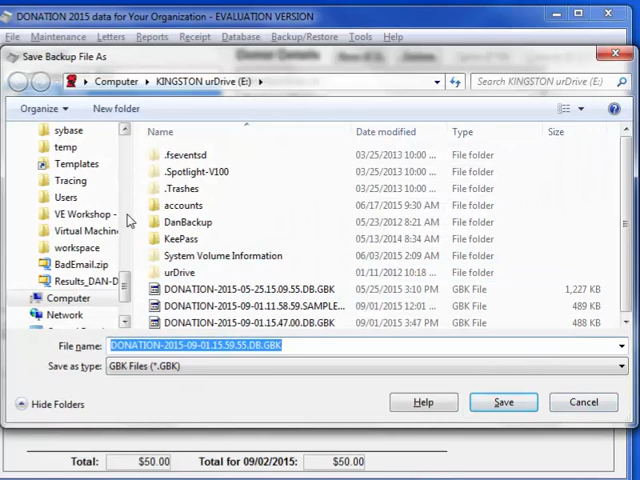 DONATION 2015 data for Your Organization - EVALUATION VERSION
File Maintenance Letters Reports Receipt Database Backup/Restore Tools Help
Save Backup File As
Computer KINGSTON urDrive (E:) Search KINGSTON urDrive (E:)
Organize New folder
Name Date modified Type Size
sybase
temp
Templates
Tracing
Users
VE Workshop -
Virtual Machine
workspace
BadEmail.zip
Results_DAN-D
Computer
Network
.fseventsd 03/25/2013 10:00 ... File folder
.Spotlight-V100 03/25/2013 10:00 ... File folder
.Trashes 03/25/2013 10:00 ... File folder
accounts 06/17/2015 9:30 AM File folder
DanBackup 05/23/2012 8:21 AM File folder
KeePass 05/13/2014 8:34 AM File folder
System Volume Information 06/03/2015 2:09 AM File folder
urDrive 01/11/2012 10:18 ... File folder
DONATION-2015-05-25.15.09.55.DB.GBK 05/25/2015 3:10 PM GBK File 1,227 KB
DONATION-2015-09-01.11.58.59.SAMPLE... 09/01/2015 12:01 ... GBK File 489 KB
DONATION-2015-09-01.15.47.00.DB.GBK 09/01/2015 3:47 PM GBK File 488 KB
File name: DONATION-2015-09-01.15.59.55.DB.GBK
Save as type: GBK Files (*.GBK)
Hide Folders Help Save Cancel
Total: $50.00 Total for 09/02/2015: $50.00